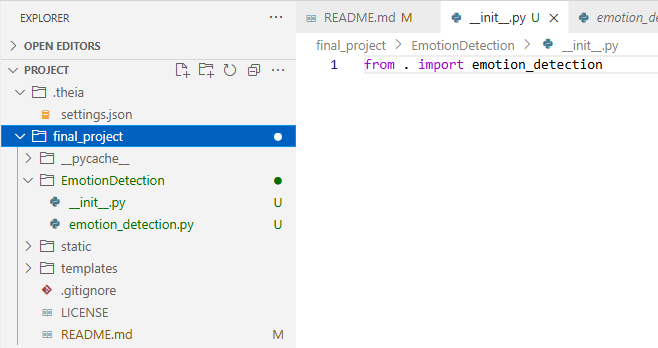 EXPLORER
OPEN EDITORS
PROJECT
.theia
settings.json
final_project
__pycache__
EmotionDetection
__init__.py U
emotion_detection.py U
static
templates
.gitignore
LICENSE
README.md M
README.md M
__init__.py U
emotion_de
final_project > EmotionDetection > __init__.py
1 from . import emotion_detection